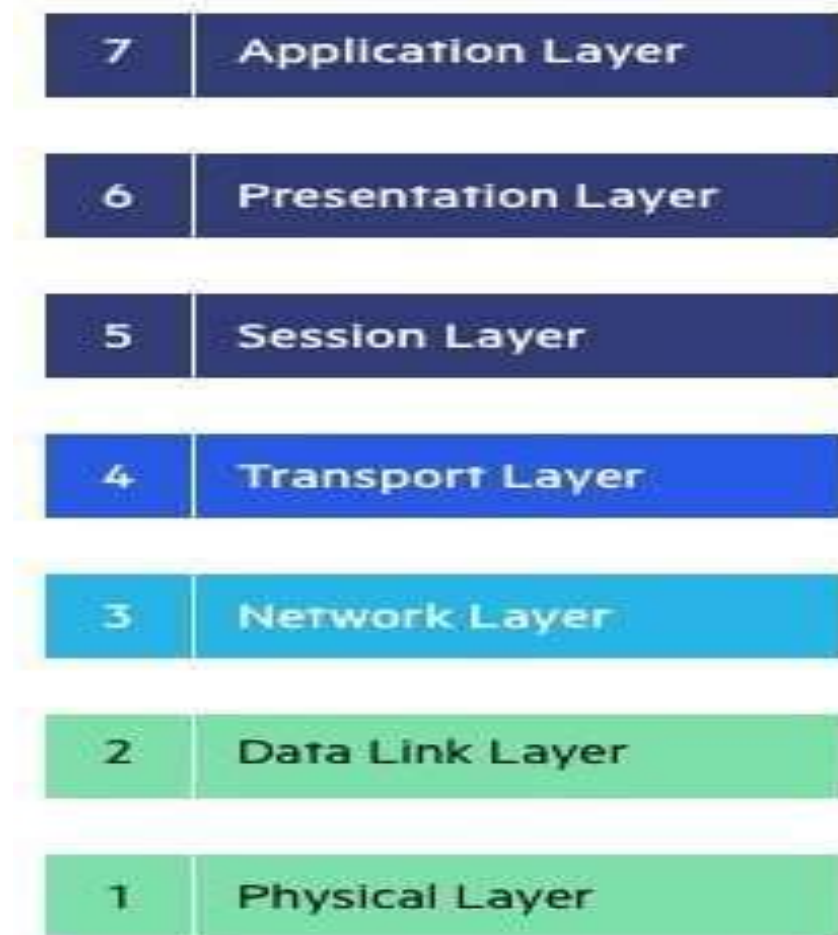 7 Application Layer
6 Presentation Layer
5 Session Layer
4 Transport Layer
3 Network Layer
2 Data Link Layer
1 Physical Layer